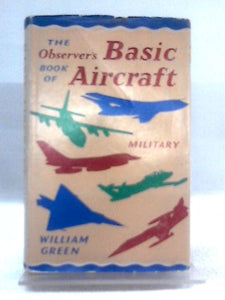 THE
Observer's Basic
BOOK OF Aircraft
MILITARY
WILLIAM
GREEN